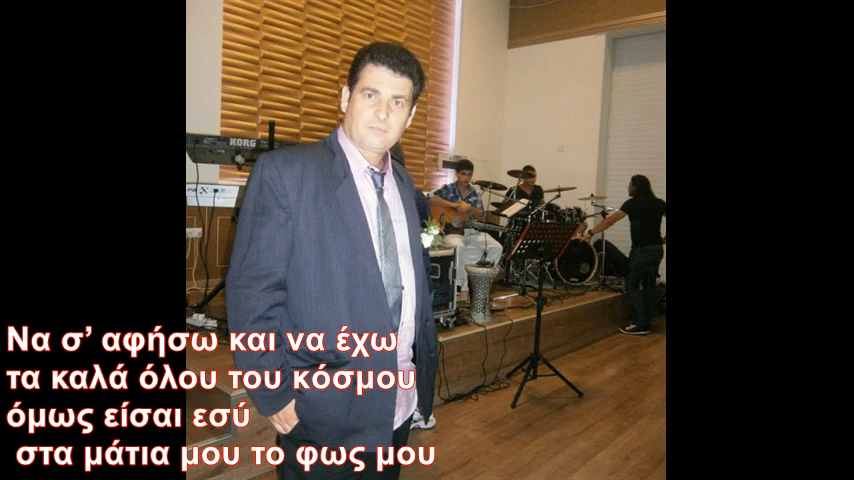 KORG
Να σ’ αφήσω και να έχω
τα καλά όλου του κόσμου
όμως είσαι εσύ
στα μάτια μου το φως μου